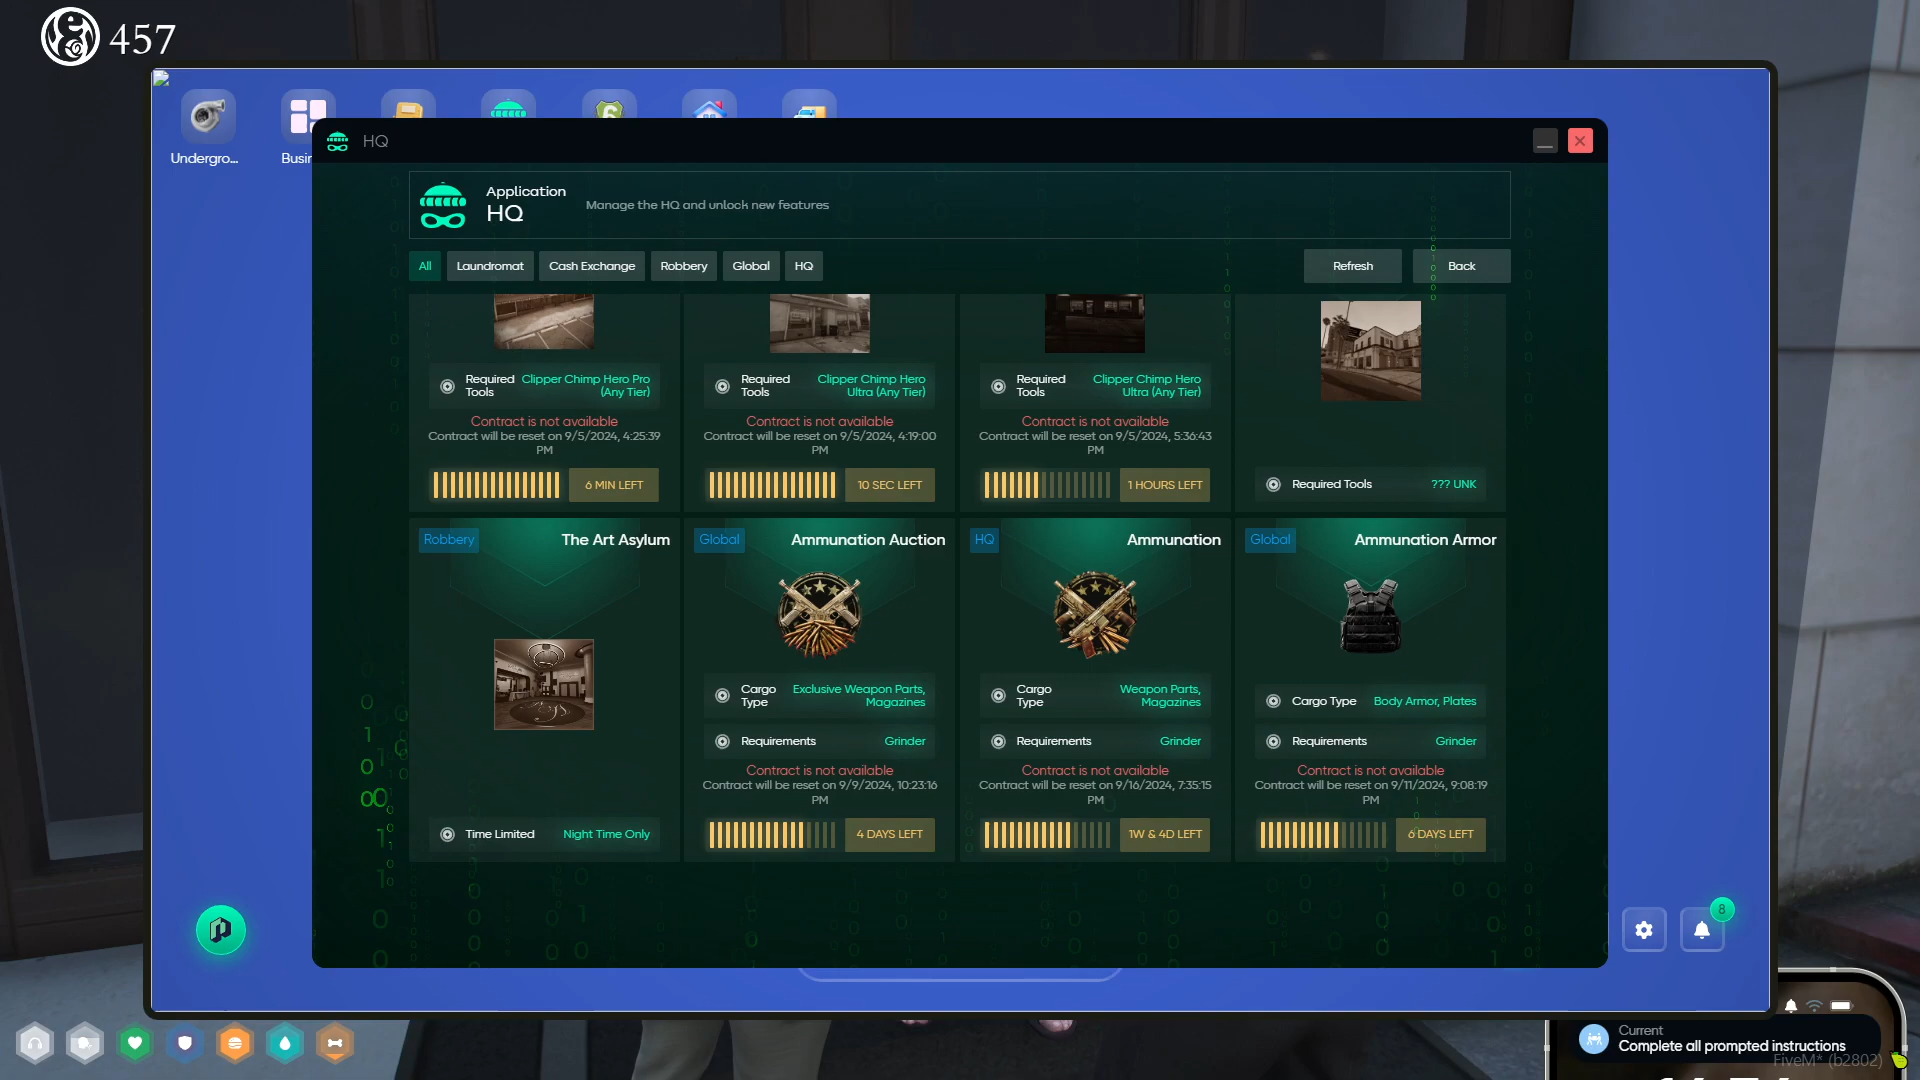 457
Undergro...
Busin
HQ
Application
HQ
Manage the HQ and unlock new features
All
Laundromat
Cash Exchange
Robbery
Global
HQ
Refresh
Back
Required Tools
Clipper Chimp Hero Pro (Any Tier)
Contract is not available
Contract will be reset on 9/5/2024, 4:25:39 PM
6 MIN LEFT
Required Tools
Clipper Chimp Hero Ultra (Any Tier)
Contract is not available
Contract will be reset on 9/5/2024, 4:19:00 PM
10 SEC LEFT
Required Tools
Clipper Chimp Hero Ultra (Any Tier)
Contract is not available
Contract will be reset on 9/5/2024, 5:36:43 PM
1 HOURS LEFT
Required Tools
??? UNK
Robbery
The Art Asylum
Time Limited
Night Time Only
Global
Ammunation Auction
Cargo Type
Exclusive Weapon Parts, Magazines
Requirements
Grinder
Contract is not available
Contract will be reset on 9/9/2024, 10:23:16 PM
4 DAYS LEFT
HQ
Ammunation
Cargo Type
Weapon Parts, Magazines
Requirements
Grinder
Contract is not available
Contract will be reset on 9/16/2024, 7:35:15 PM
1W & 4D LEFT
Global
Ammunation Armor
Cargo Type
Body Armor, Plates
Requirements
Grinder
Contract is not available
Contract will be reset on 9/11/2024, 9:08:19 PM
6 DAYS LEFT
8
Current
Complete all prompted instructions
FiveM* (b2802)